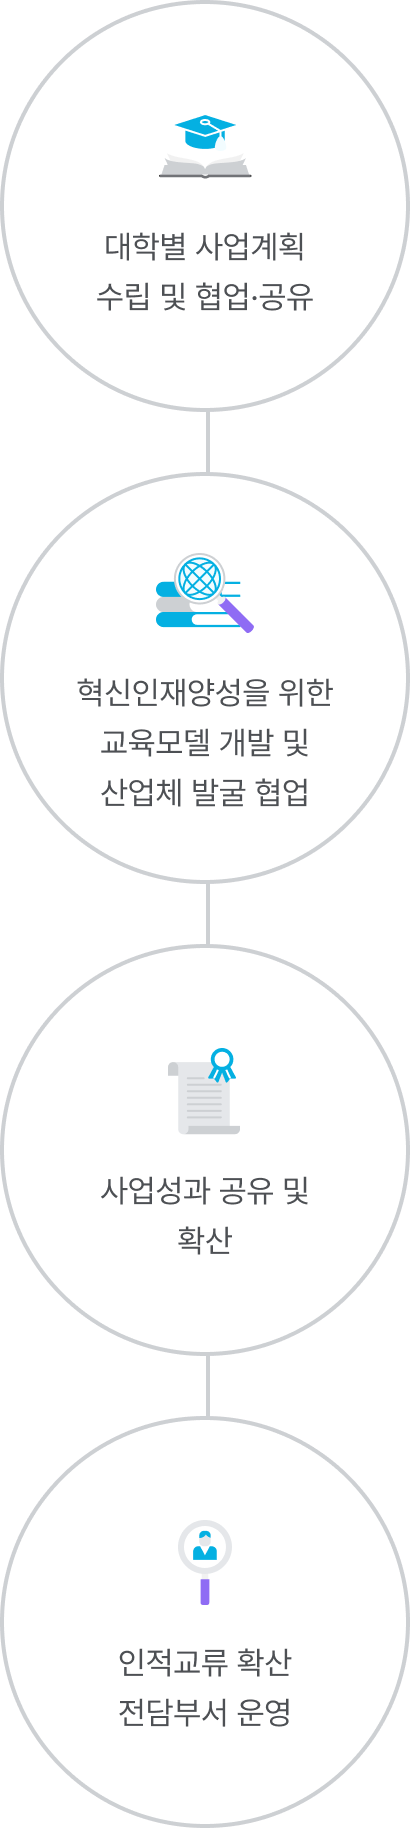 대학별 사업계획
수립 및 협업·공유
혁신인재양성을 위한
교육모델 개발 및
산업체 발굴 협업
사업성과 공유 및
확산
인적교류 확산
전담부서 운영